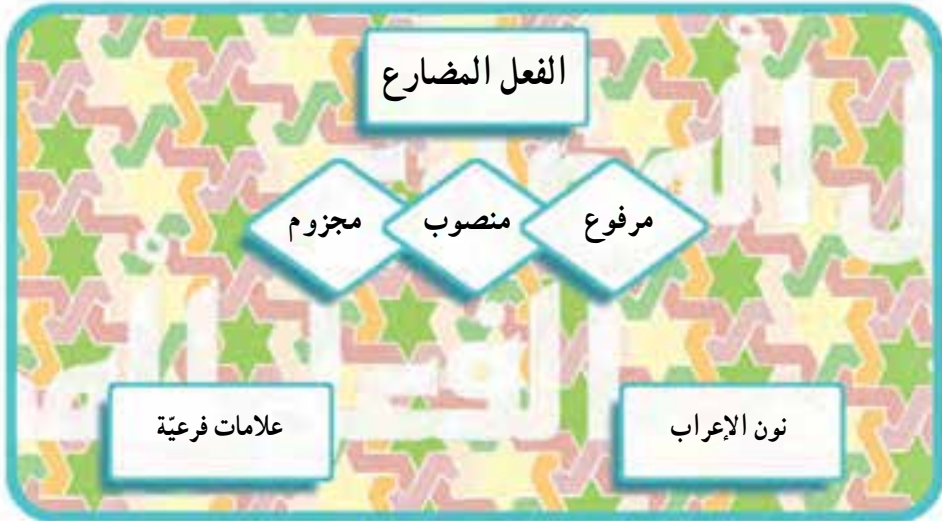 الفعل المضارع
مرفوع منصوب مجزوم
نون الإعراب علامات فرعيّة